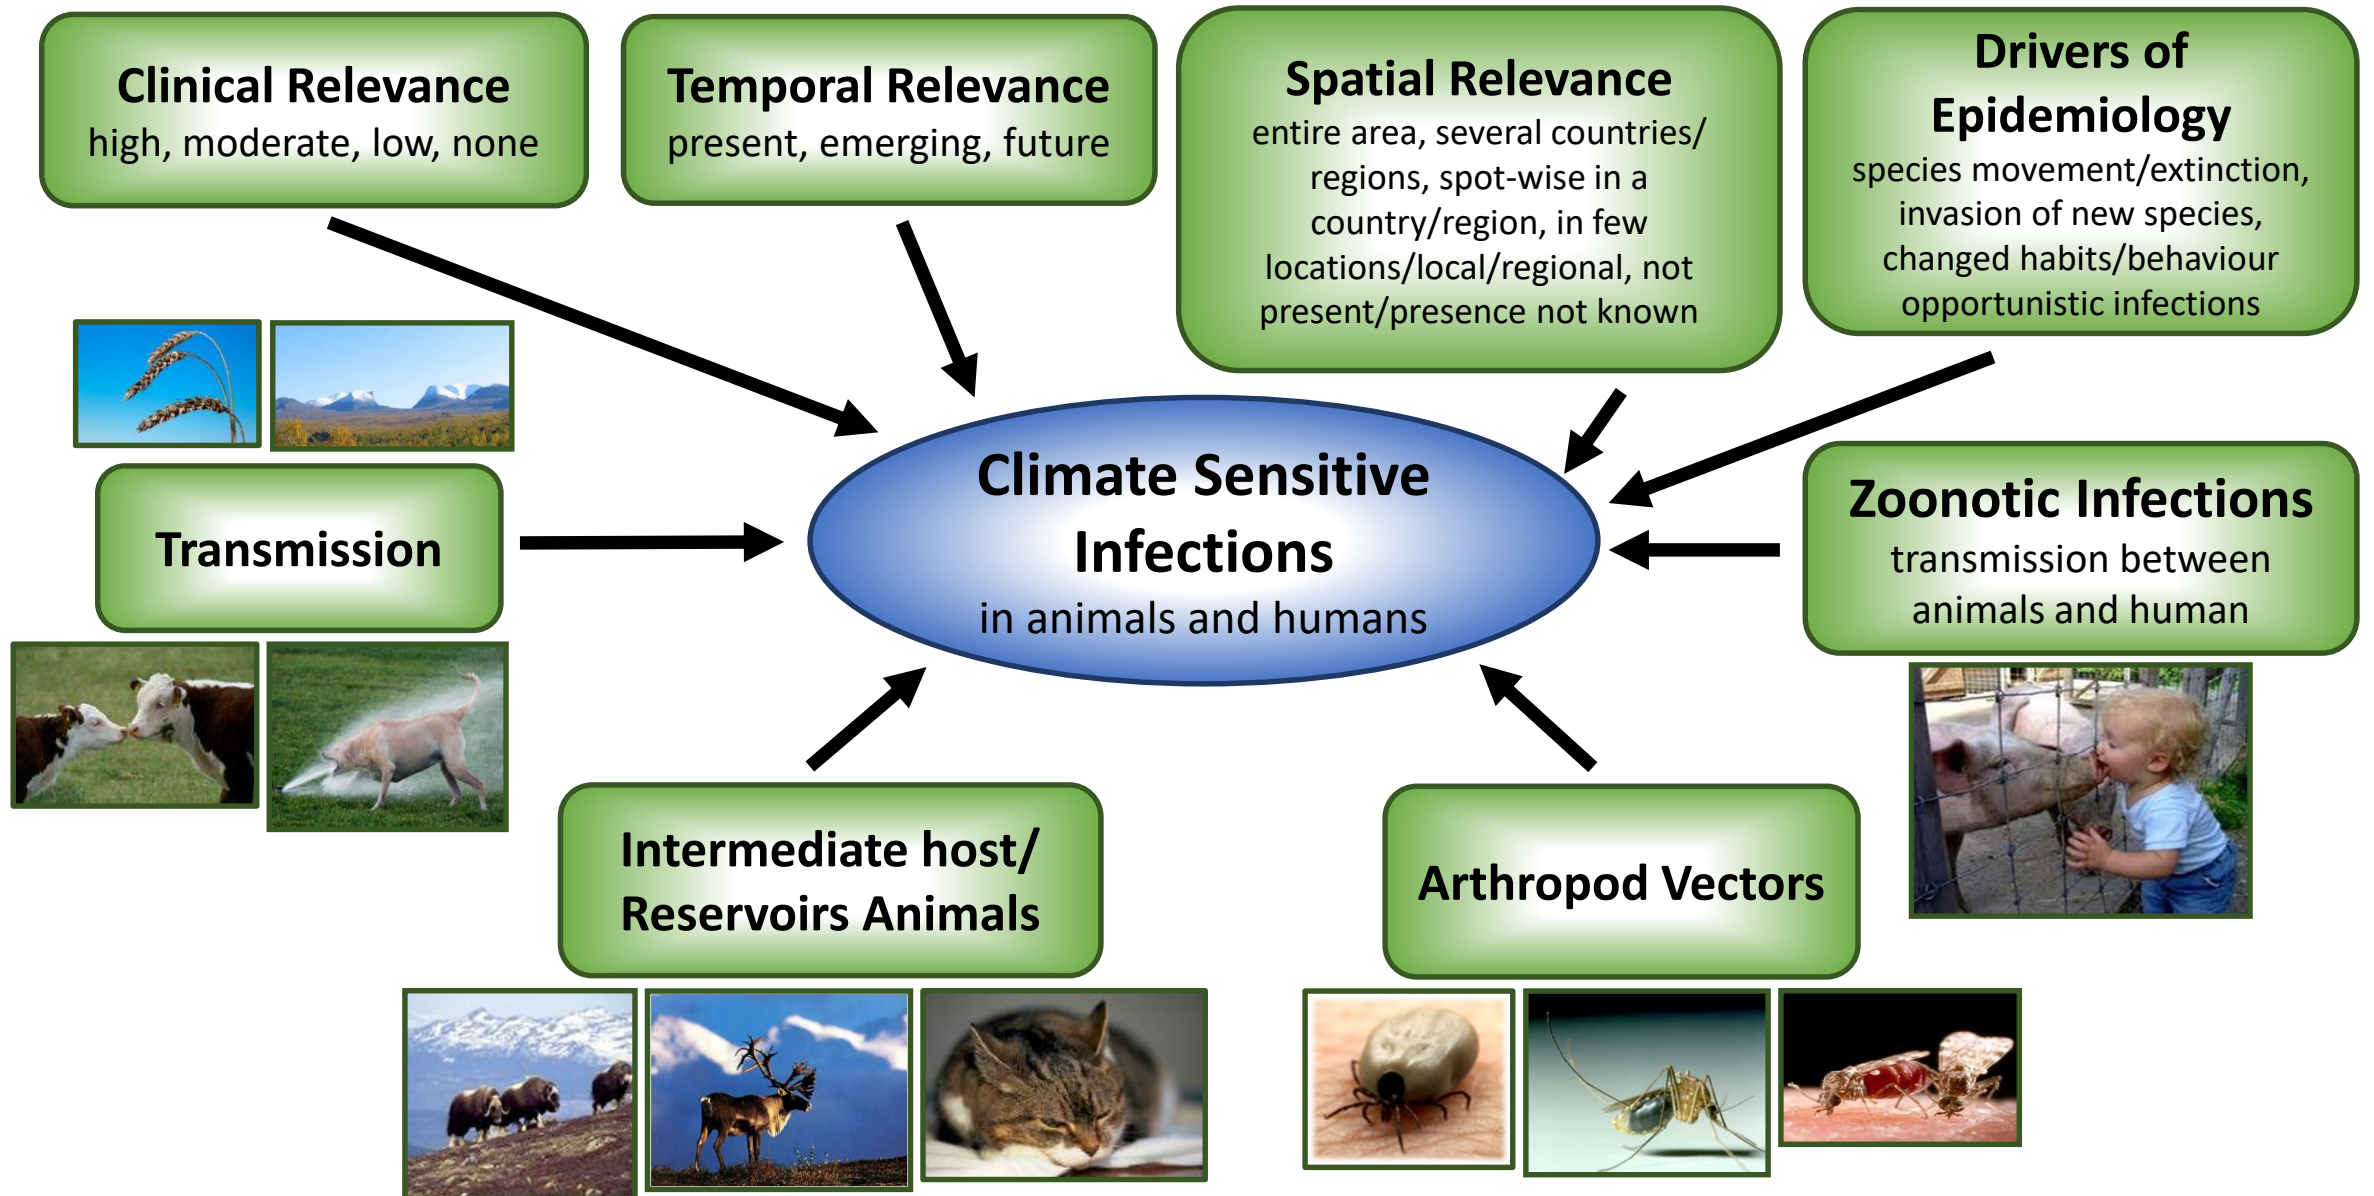 Clinical Relevance
high, moderate, low, none
Temporal Relevance
present, emerging, future
Spatial Relevance
entire area, several countries/
regions, spot-wise in a
country/region, in few
locations/local/regional, not
present/presence not known
Drivers of
Epidemiology
species movement/extinction,
invasion of new species,
changed habits/behaviour
opportunistic infections
Transmission
Climate Sensitive
Infections
in animals and humans
Zoonotic Infections
transmission between
animals and human
Intermediate host/
Reservoirs Animals
Arthropod Vectors